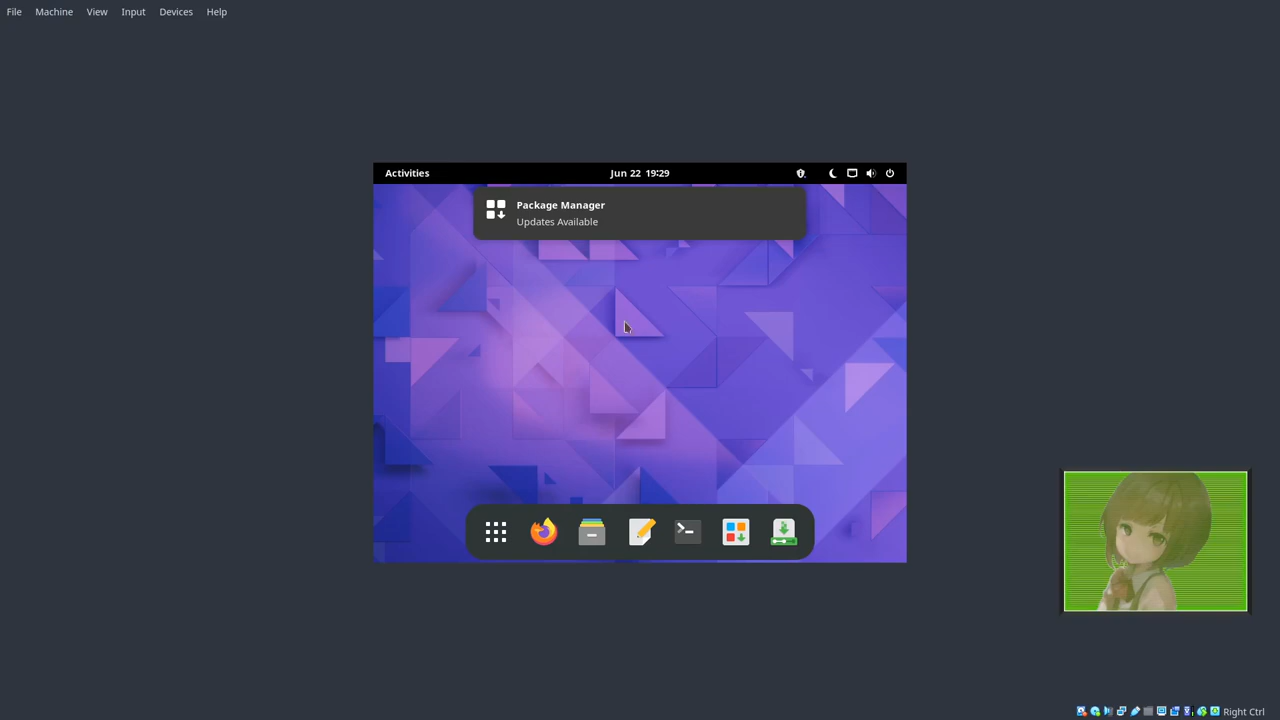 File Machine View Input Devices Help
Activities Jun 22 19:29
Package Manager
Updates Available
Right Ctrl